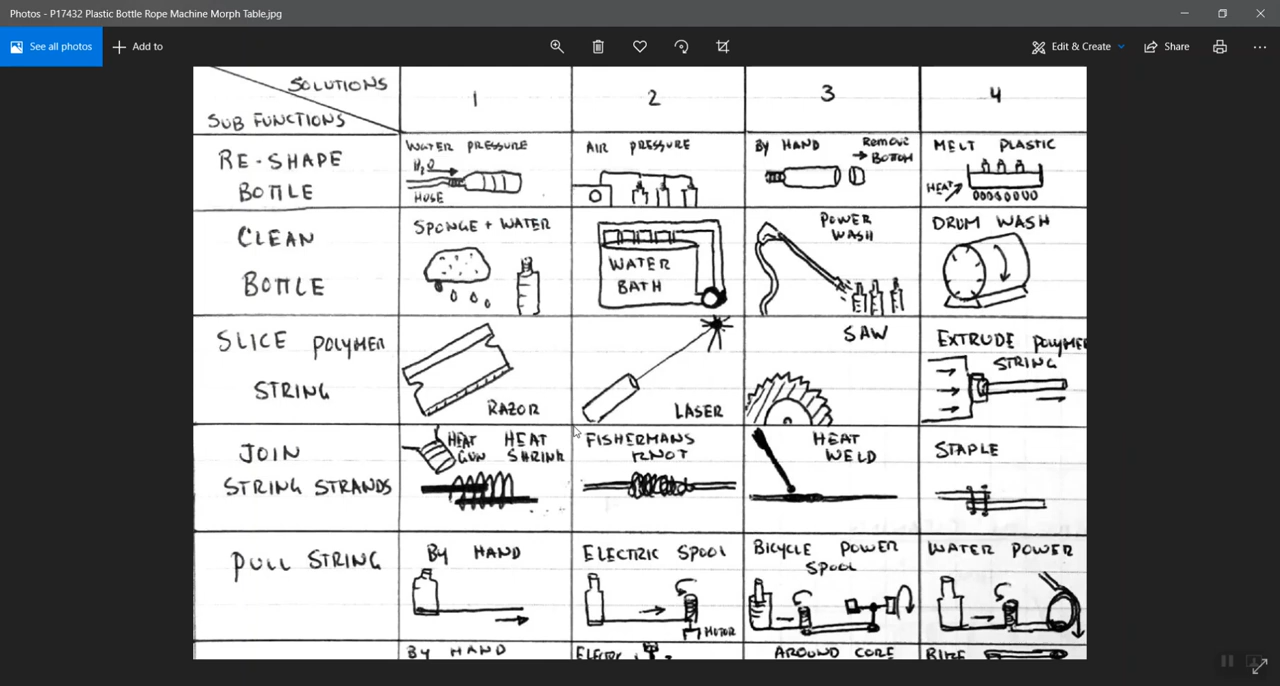 Photos - P17432 Plastic Bottle Rope Machine Morph Table.jpg
See all photos
Add to
Edit & Create
Share
SOLUTIONS
SUB FUNCTIONS
1
2
3
4
RE-SHAPE
BOTTLE
WATER PRESSURE
H2O
HOSE
AIR PRESSURE
BY HAND
REMOVE
BOTTOM
MELT PLASTIC
HEAT
CLEAN
BOTTLE
SPONGE + WATER
WATER
BATH
POWER
WASH
DRUM WASH
SLICE POLYMER
STRING
RAZOR
LASER
SAW
EXTRUDE POLYMER
STRING
JOIN
STRING STRANDS
HEAT
GUN
HEAT
SHRINK
FISHERMANS
KNOT
HEAT
WELD
STAPLE
PULL STRING
BY HAND
ELECTRIC SPOOL
MOTOR
BICYCLE POWER
SPOOL
WATER POWER
BY HAND
AROUND CORE